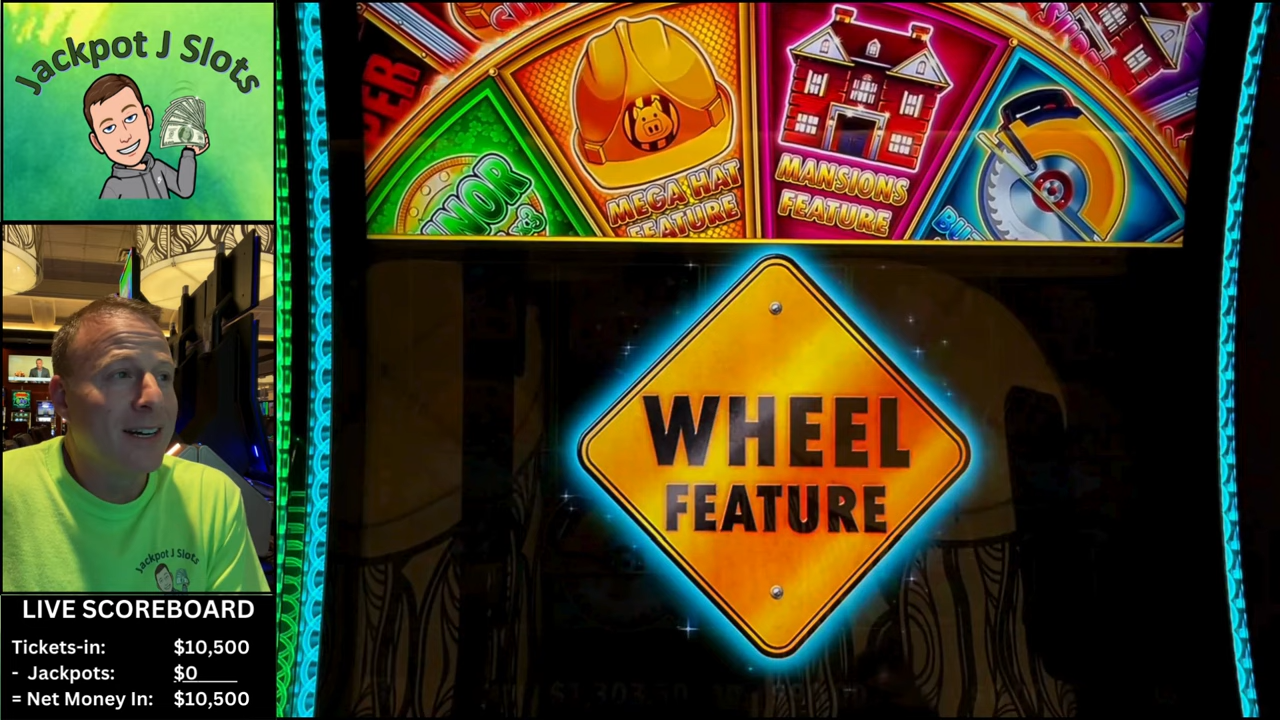 Jackpot J Slots
MINOR
MEGA HAT
FEATURE
MANSIONS
FEATURE
WHEEL
FEATURE
Jackpot J Slots
LIVE SCOREBOARD
Tickets-in: $10,500
- Jackpots: $0
= Net Money In: $10,500